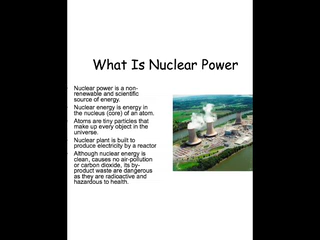 What Is Nuclear Power
Nuclear power is a non-
renewable and scientific
source of energy.
Nuclear energy is energy in
the nucleus (core) of an atom.
Atoms are tiny particles that
make up every object in the
universe.
Nuclear plant is built to
produce electricity by a reactor
Although nuclear energy is
clean, causes no air-pollution
or carbon dioxide, its by-
product waste are dangerous
as they are radioactive and
hazardous to health.